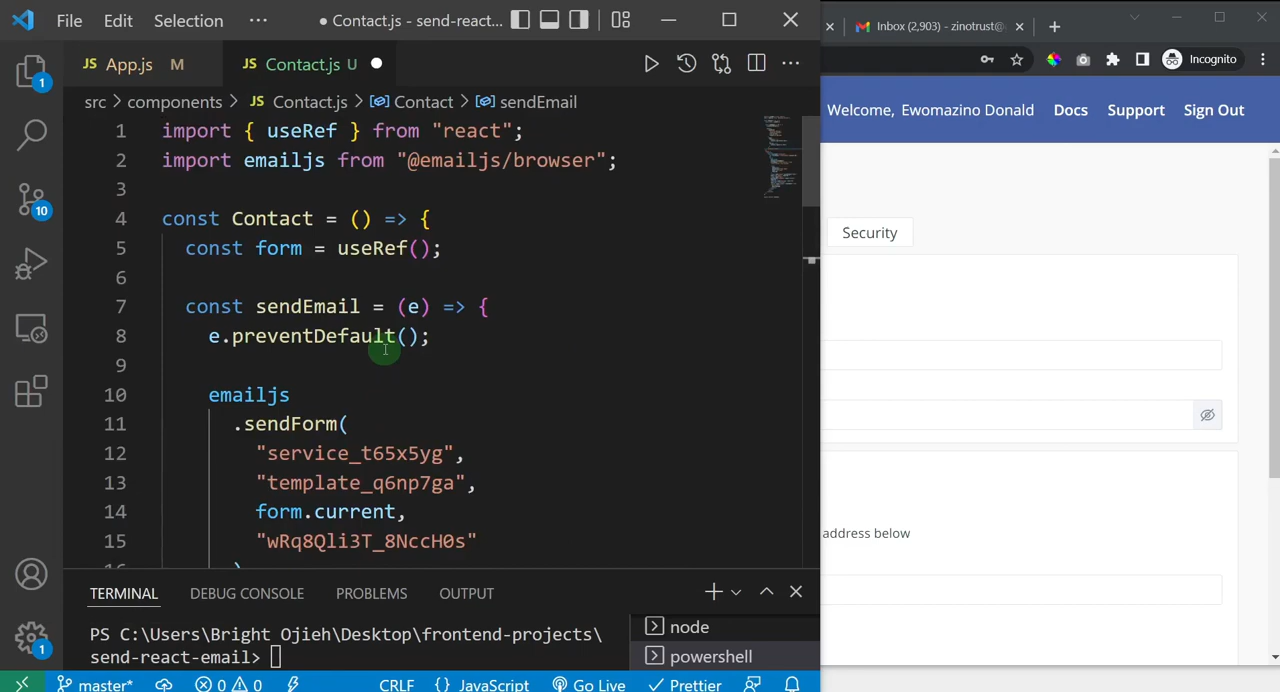 File Edit Selection ··· ● Contact.js - send-react...
JS App.js M JS Contact.js U
src > components > JS Contact.js > Contact > sendEmail
1 import { useRef } from "react";
2 import emailjs from "@emailjs/browser";
3
4 const Contact = () => {
5 const form = useRef();
6
7 const sendEmail = (e) => {
8 e.preventDefault();
9
10 emailjs
11 .sendForm(
12 "service_t65x5yg",
13 "template_q6np7ga",
14 form.current,
15 "wRq8Qli3T_8NccH0s"
1
10
1
TERMINAL DEBUG CONSOLE PROBLEMS OUTPUT
PS C:\Users\Bright Ojieh\Desktop\frontend-projects\
send-react-email>
node
powershell
master* 0 0 CRLF {} JavaScript Go Live Prettier
Inbox (2,903) - zinotrust@
Incognito
Welcome, Ewomazino Donald Docs Support Sign Out
Security
address below